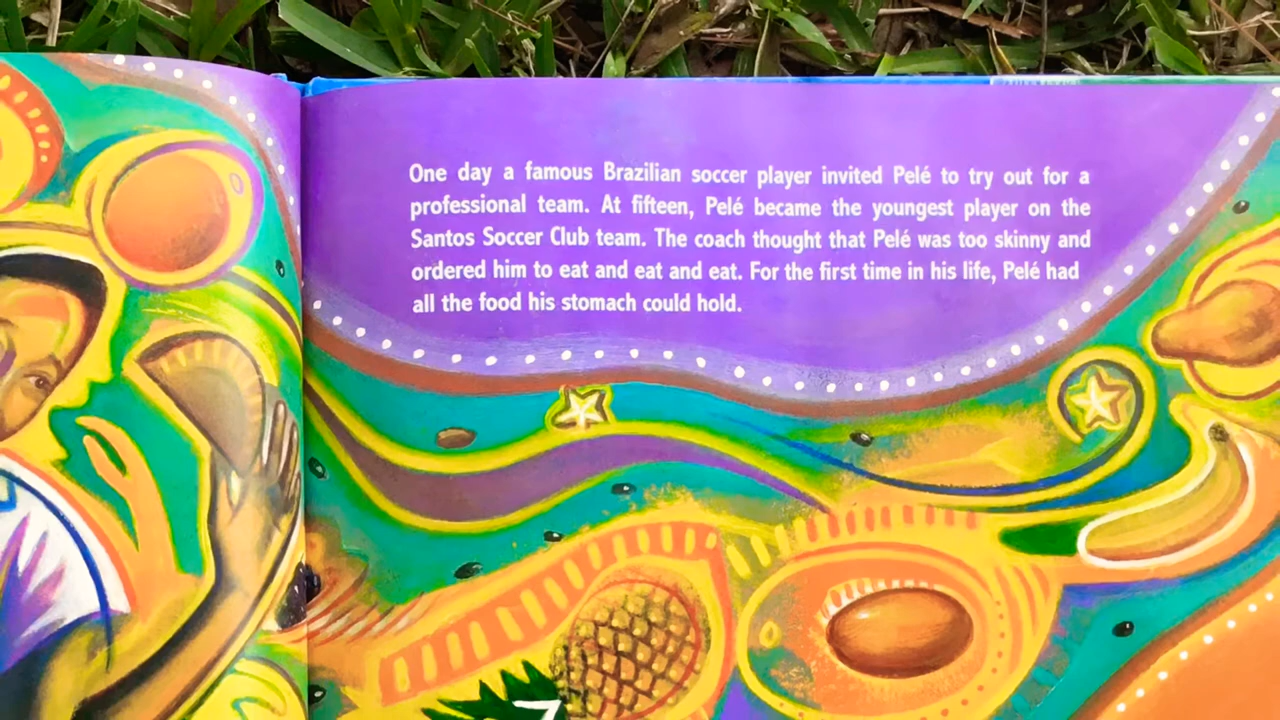 One day a famous Brazilian soccer player invited Pelé to try out for a
professional team. At fifteen, Pelé became the youngest player on the
Santos Soccer Club team. The coach thought that Pelé was too skinny and
ordered him to eat and eat and eat. For the first time in his life, Pelé had
all the food his stomach could hold.